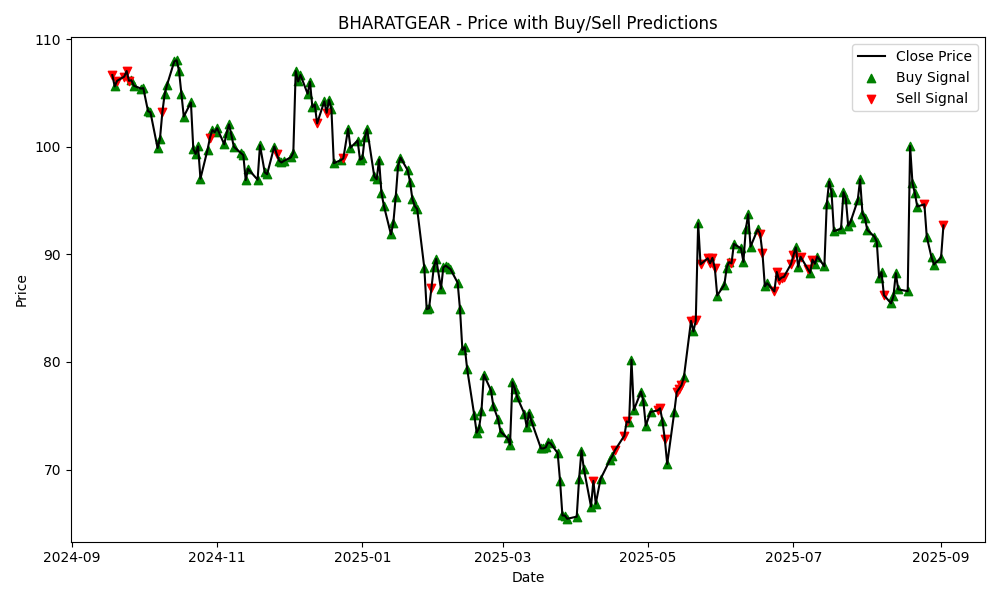 BHARATGEAR - Price with Buy/Sell Predictions
110
100
90
80
70
Price
Close Price
Buy Signal
Sell Signal
2024-09
2024-11
2025-01
2025-03
2025-05
2025-07
2025-09
Date